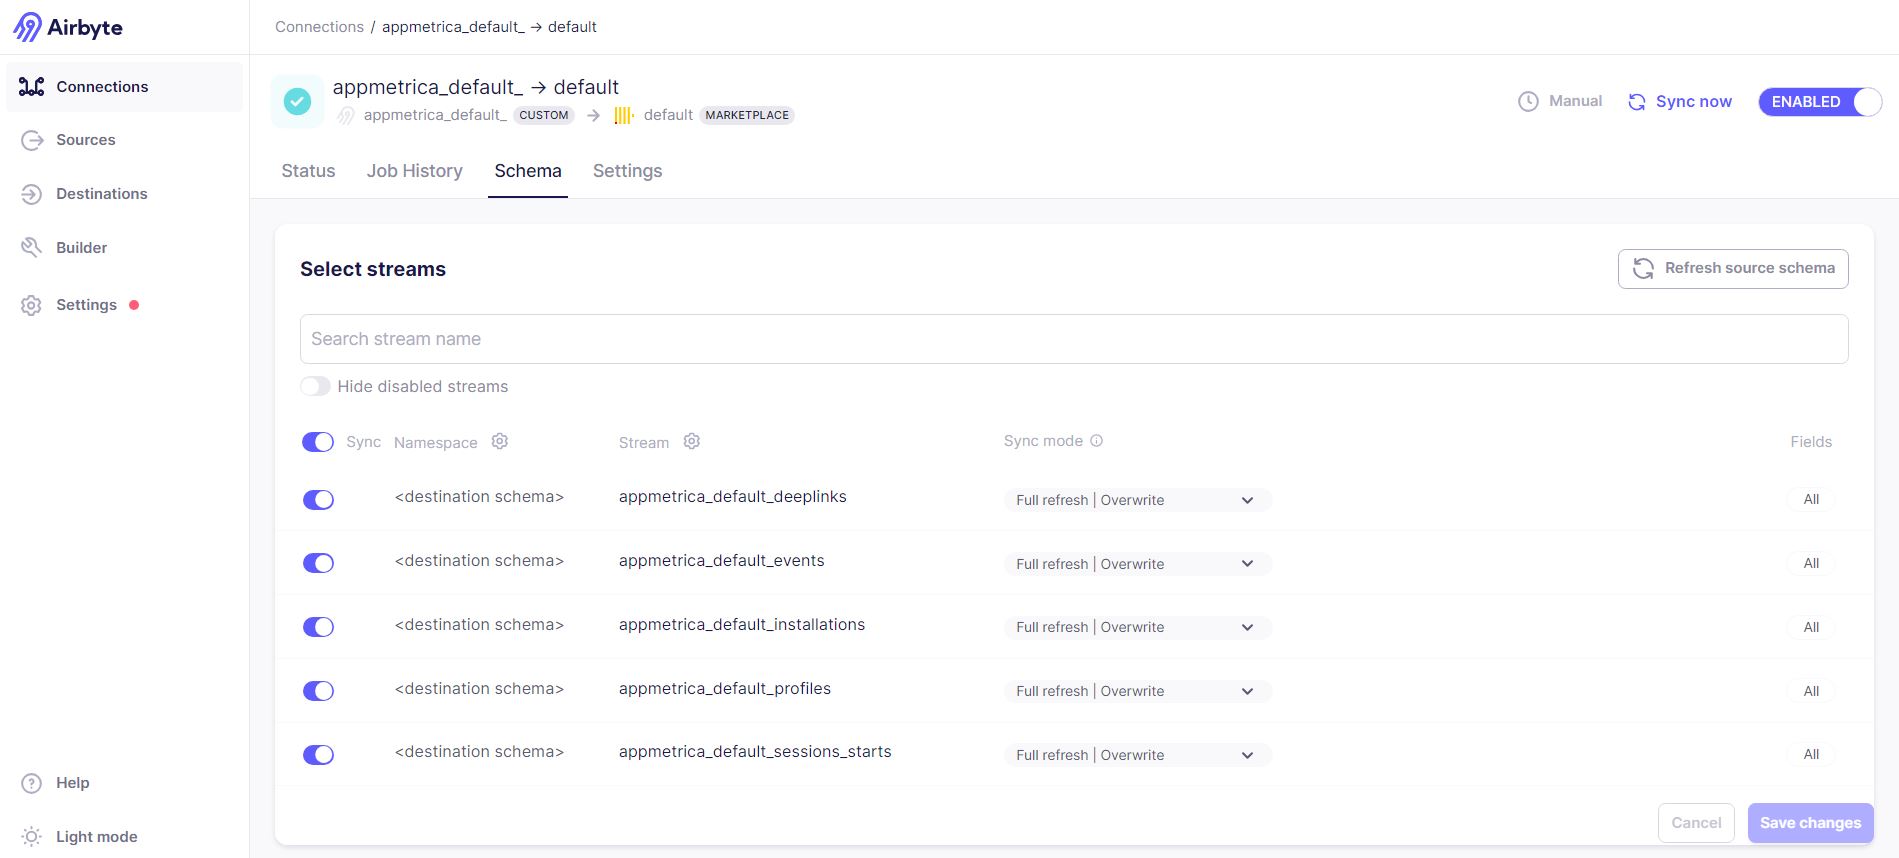 Airbyte
Connections / appmetrica_default_ → default
Connections
Sources
Destinations
Builder
Settings
Help
Light mode
appmetrica_default_ → default
appmetrica_default_ CUSTOM → default MARKETPLACE
Manual
Sync now
ENABLED
Status Job History Schema Settings
Select streams
Refresh source schema
Search stream name
Hide disabled streams
Sync Namespace Stream Sync mode Fields
<destination schema> appmetrica_default_deeplinks Full refresh | Overwrite All
<destination schema> appmetrica_default_events Full refresh | Overwrite All
<destination schema> appmetrica_default_installations Full refresh | Overwrite All
<destination schema> appmetrica_default_profiles Full refresh | Overwrite All
<destination schema> appmetrica_default_sessions_starts Full refresh | Overwrite All
Cancel Save changes